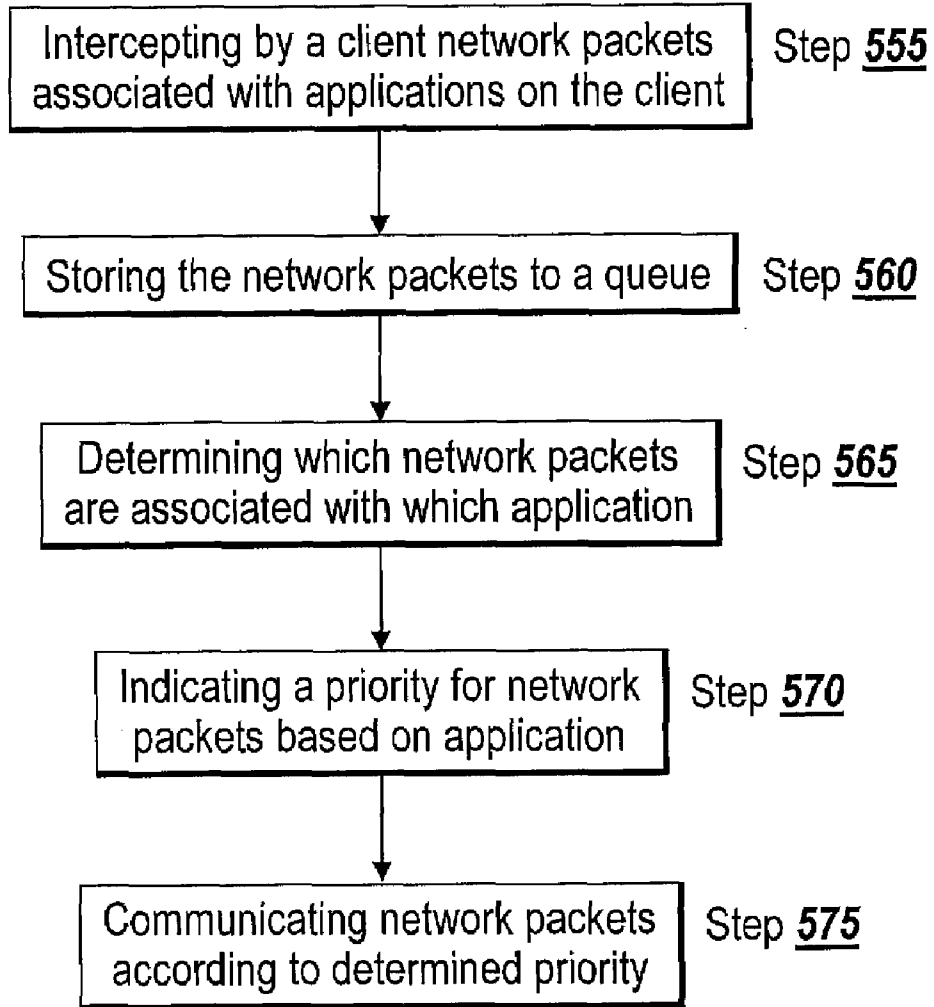 Intercepting by a client network packets
associated with applications on the client
Step 555
Storing the network packets to a queue
Step 560
Determining which network packets
are associated with which application
Step 565
Indicating a priority for network
packets based on application
Step 570
Communicating network packets
according to determined priority
Step 575